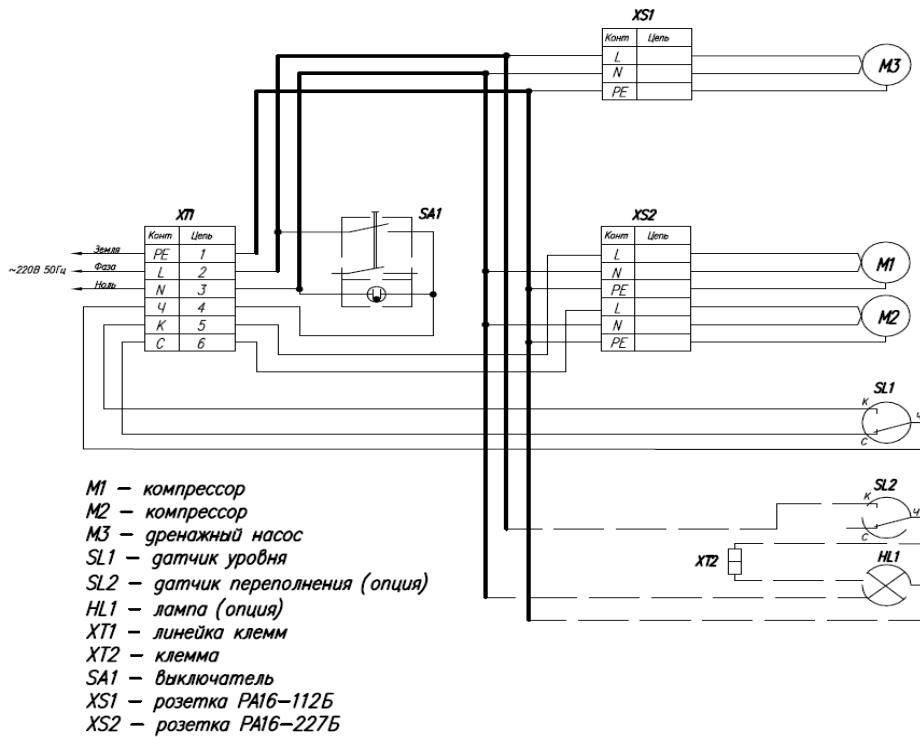 XS1
Конт Цепь
L
N
PE
M3
SA1
XT1
Конт Цепь
PE 1
L 2
N 3
Ч 4
К 5
С 6
Земля
~220В 50Гц
Фаза
Ноль
XS2
Конт Цепь
L
N
PE
L
N
PE
M1
M2
SL1
К
Ч
С
SL2
К
Ч
С
XT2
HL1
M1 – компрессор
M2 – компрессор
M3 – дренажный насос
SL1 – датчик уровня
SL2 – датчик переполнения (опция)
HL1 – лампа (опция)
XT1 – линейка клемм
XT2 – клемма
SA1 – выключатель
XS1 – розетка РА16–112Б
XS2 – розетка РА16–227Б